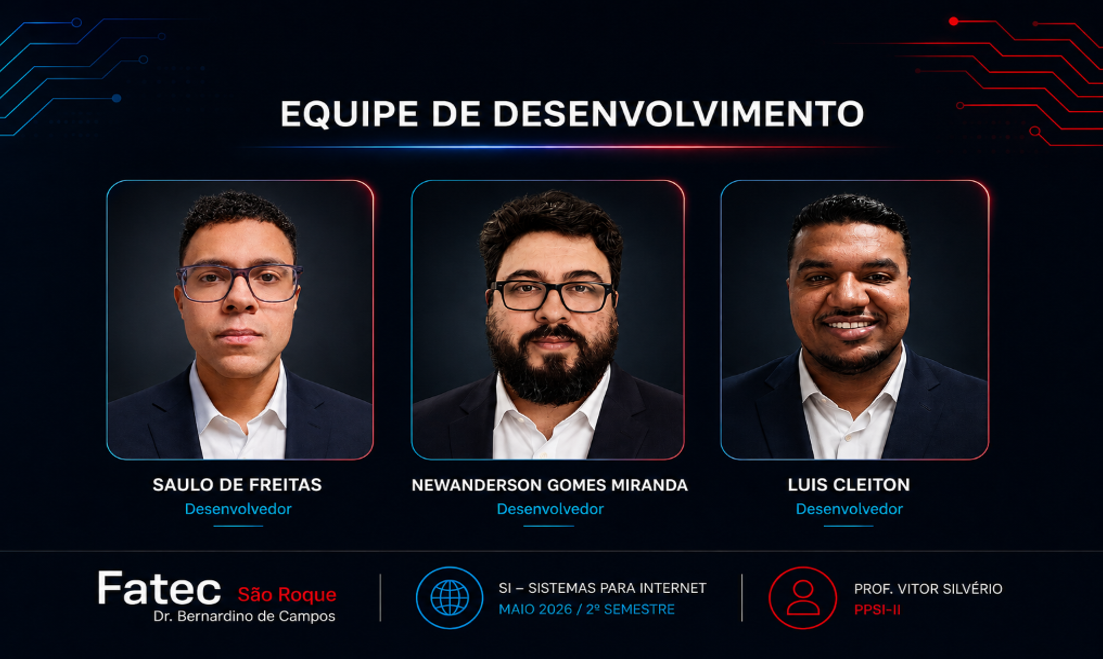 EQUIPE DE DESENVOLVIMENTO
SAULO DE FREITAS
Desenvolvedor
NEWANDERSON GOMES MIRANDA
Desenvolvedor
LUIS CLEITON
Desenvolvedor
Fatec São Roque
Dr. Bernardino de Campos
SI – SISTEMAS PARA INTERNET
MAIO 2026 / 2º SEMESTRE
PROF. VITOR SILVÉRIO
PPSI-II